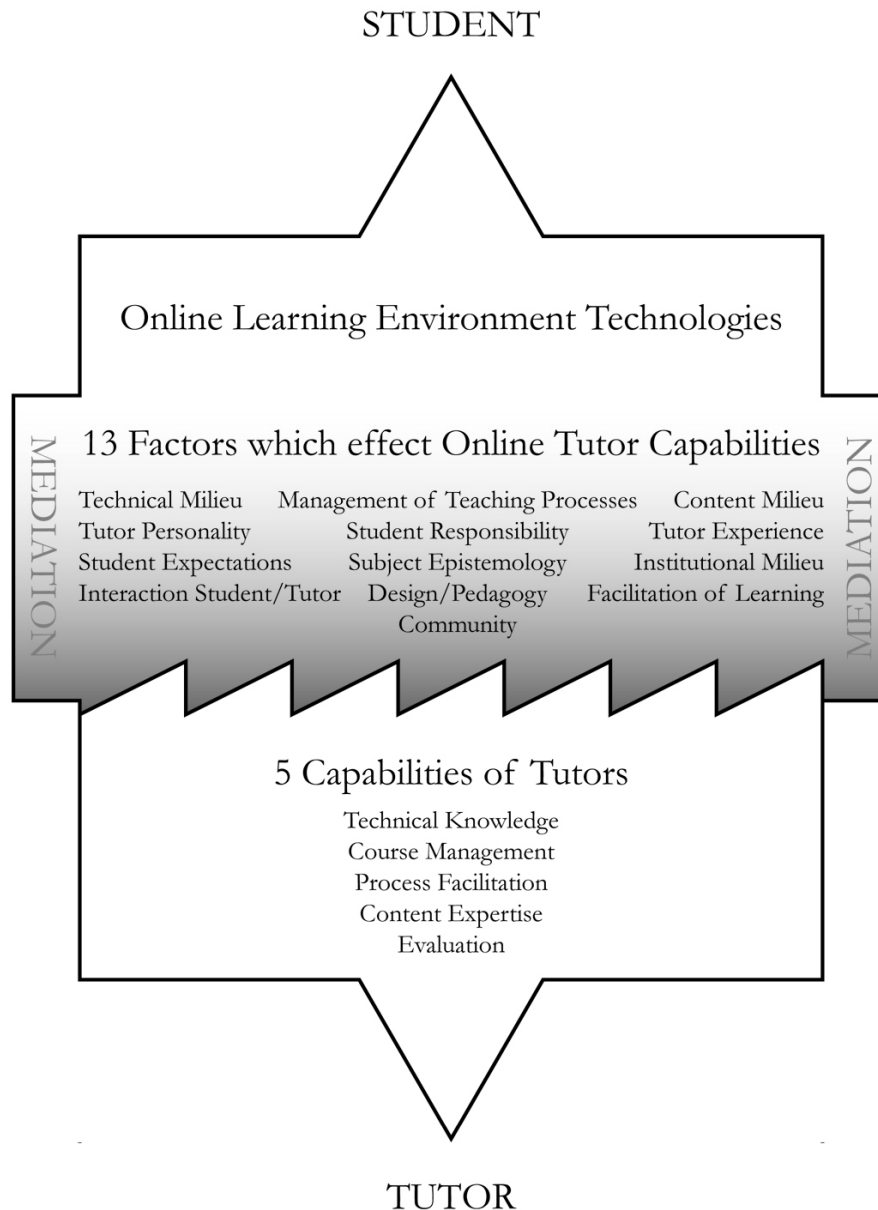 STUDENT
Online Learning Environment Technologies
MEDIATION
13 Factors which effect Online Tutor Capabilities
MEDIATION
Technical Milieu Management of Teaching Processes Content Milieu
Tutor Personality Student Responsibility Tutor Experience
Student Expectations Subject Epistemology Institutional Milieu
Interaction Student/Tutor Design/Pedagogy Facilitation of Learning
Community
5 Capabilities of Tutors
Technical Knowledge
Course Management
Process Facilitation
Content Expertise
Evaluation
TUTOR